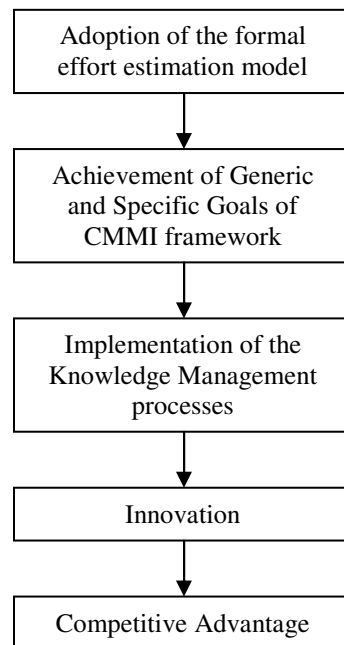 Adoption of the formal
effort estimation model
Achievement of Generic
and Specific Goals of
CMMI framework
Implementation of the
Knowledge Management
processes
Innovation
Competitive Advantage